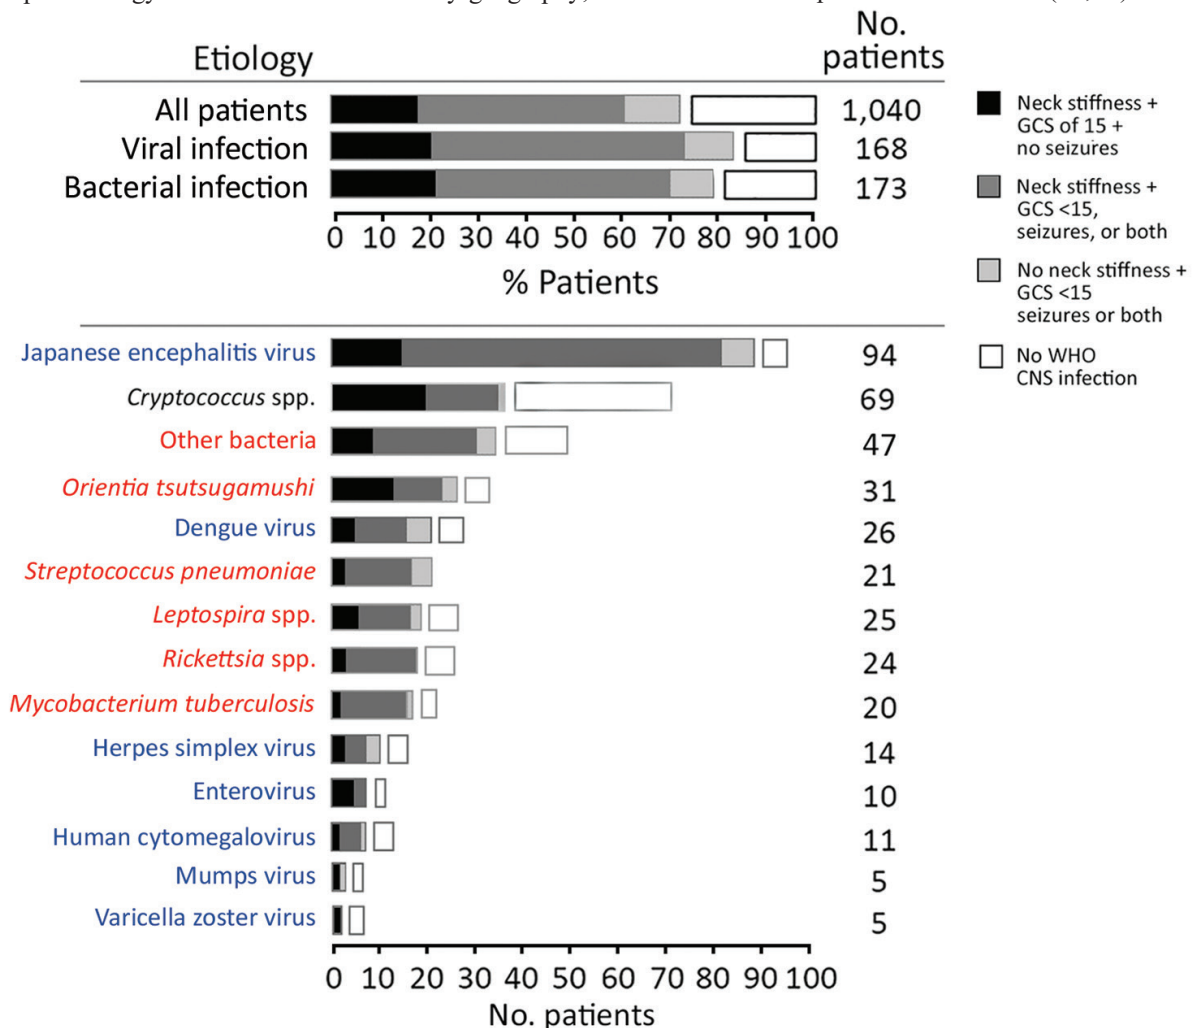 Etiology
No.
patients
All patients
1,040
Viral infection
168
Bacterial infection
173
0 10 20 30 40 50 60 70 80 90 100
% Patients
Neck stiffness +
GCS of 15 +
no seizures
Neck stiffness +
GCS <15,
seizures, or both
No neck stiffness +
GCS <15
seizures or both
No WHO
CNS infection
Japanese encephalitis virus
94
Cryptococcus spp.
69
Other bacteria
47
Orientia tsutsugamushi
31
Dengue virus
26
Streptococcus pneumoniae
21
Leptospira spp.
25
Rickettsia spp.
24
Mycobacterium tuberculosis
20
Herpes simplex virus
14
Enterovirus
10
Human cytomegalovirus
11
Mumps virus
5
Varicella zoster virus
5
0 10 20 30 40 50 60 70 80 90 100
No. patients